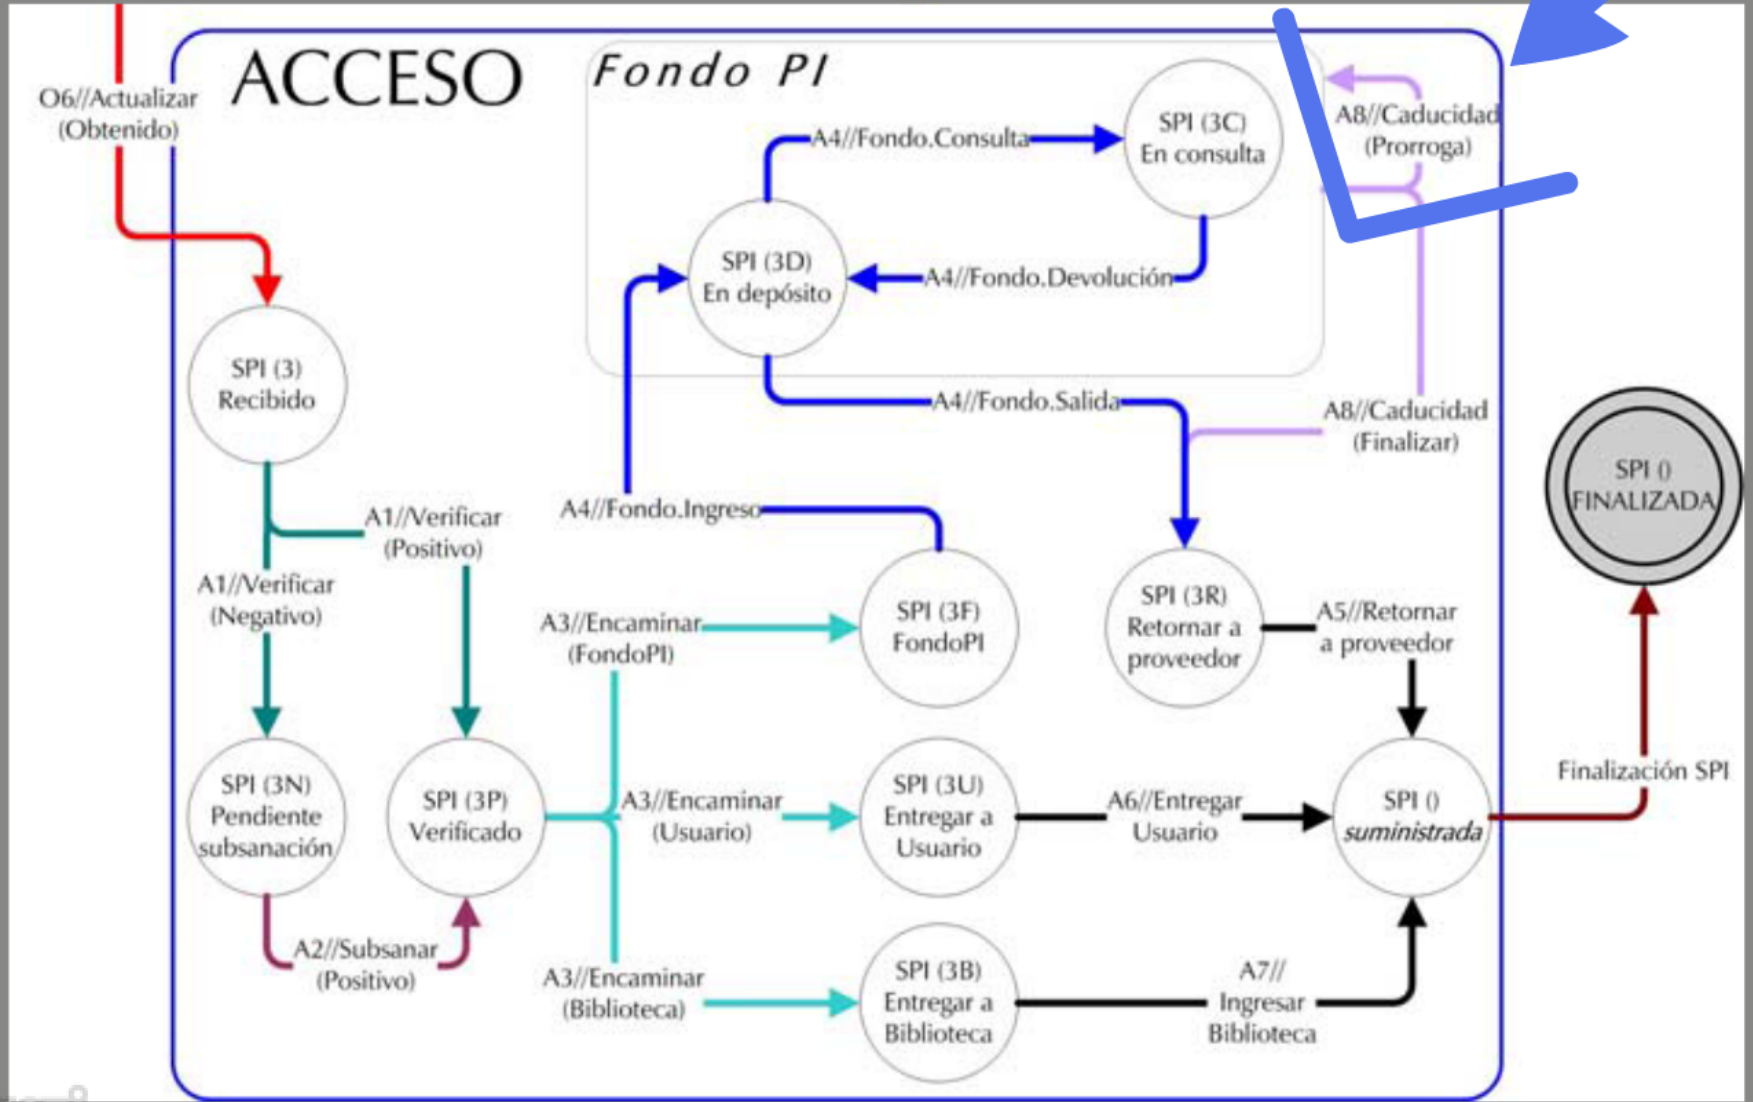 ACCESO
Fondo PI
O6//Actualizar
(Obtenido)
A4//Fondo.Consulta
SPI (3C)
En consulta
A8//Caducidad
(Prorroga)
SPI (3D)
En depósito
A4//Fondo.Devolución
SPI (3)
Recibido
A4//Fondo.Salida
A8//Caducidad
(Finalizar)
SPI ()
FINALIZADA
A4//Fondo.Ingreso
A1//Verificar
(Positivo)
A1//Verificar
(Negativo)
A3//Encaminar
(FondoPI)
SPI (3F)
FondoPI
SPI (3R)
Retornar a
proveedor
A5//Retornar
a proveedor
SPI (3N)
Pendiente
subsanación
SPI (3P)
Verificado
A3//Encaminar
(Usuario)
SPI (3U)
Entregar a
Usuario
A6//Entregar
Usuario
SPI ()
suministrada
Finalización SPI
A2//Subsanar
(Positivo)
A3//Encaminar
(Biblioteca)
SPI (3B)
Entregar a
Biblioteca
A7//
Ingresar
Biblioteca